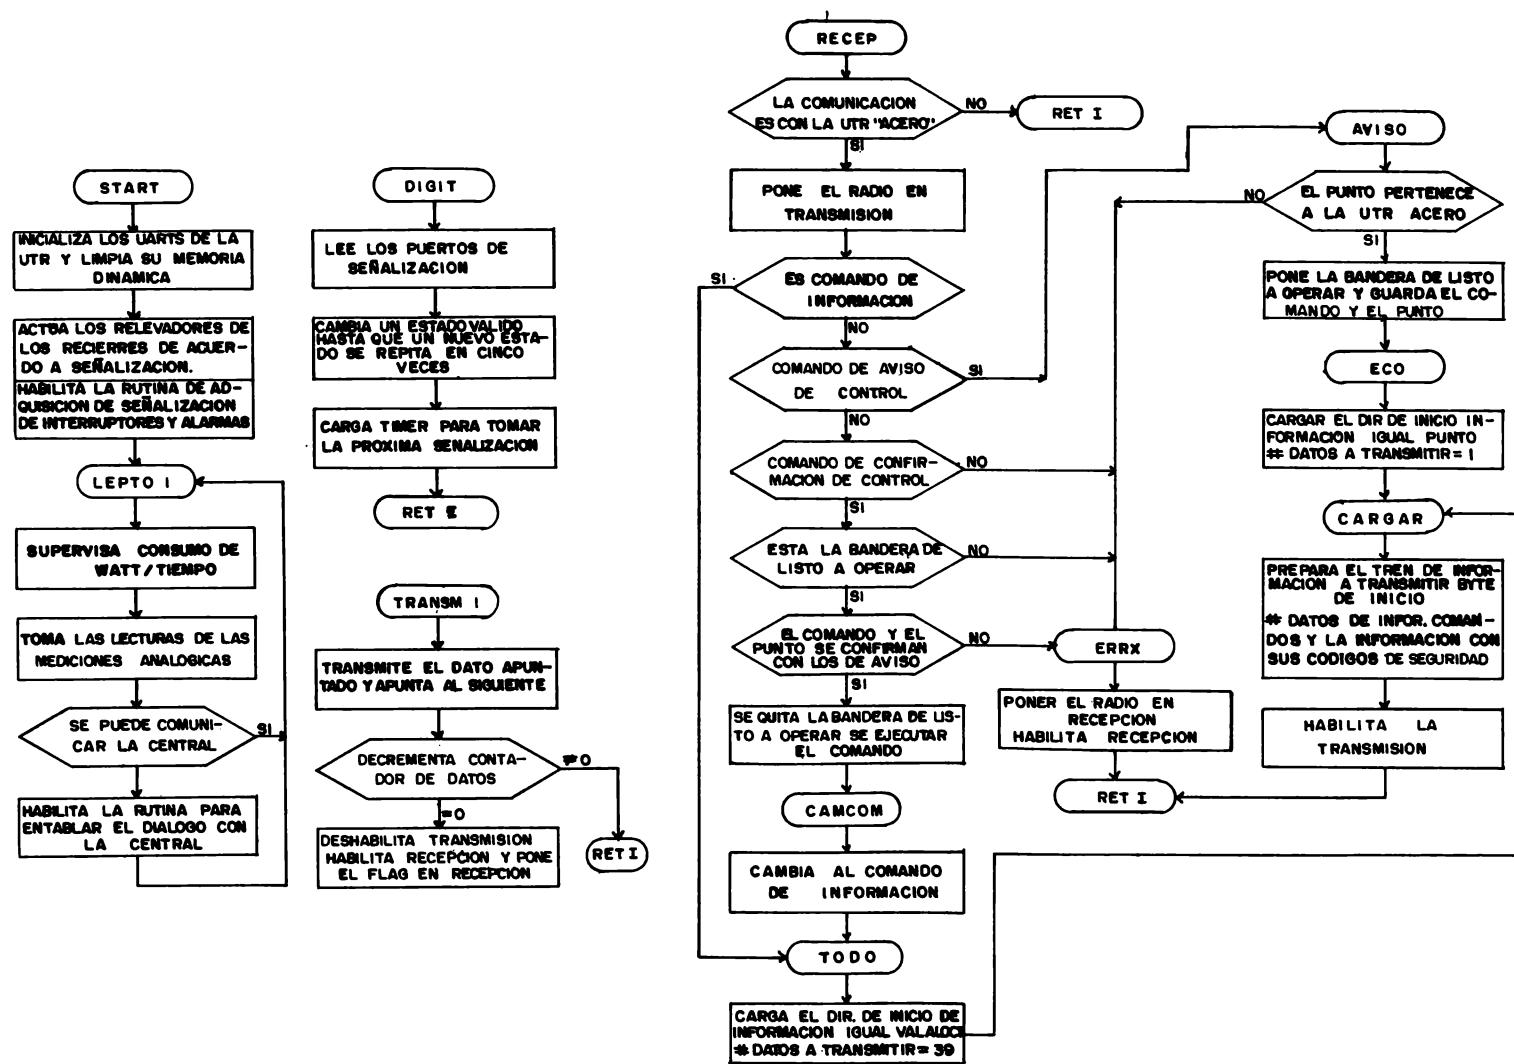 START
INICIALIZA LOS UARTS DE LA
UTR Y LIMPIA SU MEMORIA
DINAMICA
ACTUA LOS RELEVADORES DE
LOS RECIERRES DE ACUER-
DO A SEÑALIZACION.
HABILITA LA RUTINA DE AD-
QUISICION DE SEÑALIZACION
DE INTERRUPTORES Y ALARMAS
LEPTO 1
SUPERVISA CONSUMO DE
WATT/TIEMPO
TOMA LAS LECTURAS DE LAS
MEDICIONES ANALOGICAS
SE PUEDE COMUNI-
CAR LA CENTRAL
SI
HABILITA LA RUTINA PARA
ENTABLAR EL DIALOGO CON
LA CENTRAL
DIGIT
LEE LOS PUERTOS DE
SEÑALIZACION
CAMBIA UN ESTADO VALIDO
HASTA QUE UN NUEVO ESTA-
DO SE REPITA EN CINCO
VECES
CARGA TIMER PARA TOMAR
LA PROXIMA SENALIZACION
RET
TRANSM 1
TRANSMITE EL DATO APUN-
TADO Y APUNTA AL SIGUIENTE
DECREMENTA CONTA-
DOR DE DATOS
≠0
=0
DESHABILITA TRANSMISION
HABILITA RECEPCION Y PONE
EL FLAG EN RECEPCION
RET I
RECEP
LA COMUNICACION
ES CON LA UTR "ACERO"
NO
RET I
SI
PONE EL RADIO EN
TRANSMISION
SI
ES COMANDO DE
INFORMACION
NO
COMANDO DE AVISO
DE CONTROL
SI
NO
COMANDO DE CONFIR-
MACION DE CONTROL
NO
SI
ESTA LA BANDERA DE
LISTO A OPERAR
NO
SI
EL COMANDO Y EL
PUNTO SE CONFIRMAN
CON LOS DE AVISO
NO
SI
SE QUITA LA BANDERA DE LIS-
TO A OPERAR SE EJECUTAR
EL COMANDO
CAMCOM
CAMBIA AL COMANDO
DE INFORMACION
TODO
CARGA EL DIR. DE INICIO DE
INFORMACION IGUAL
# DATOS A TRANSMITIR = 39
ERRX
PONER EL RADIO EN
RECEPCION
HABILITA RECEPCION
RET I
AVISO
NO
EL PUNTO PERTENECE
A LA UTR ACERO
SI
PONE LA BANDERA DE LISTO
A OPERAR Y GUARDA EL CO-
MANDO Y EL PUNTO
ECO
CARGAR EL DIR DE INICIO IN-
FORMACION IGUAL PUNTO
# DATOS A TRANSMITIR = 1
CARGAR
PREPARA EL TREN DE INFOR-
MACION A TRANSMITIR BYTE
DE INICIO
# DATOS DE INFOR. COMAN-
DOS Y LA INFORMACION CON
SUS CODIGOS DE SEGURIDAD
HABILITA LA
TRANSMISION